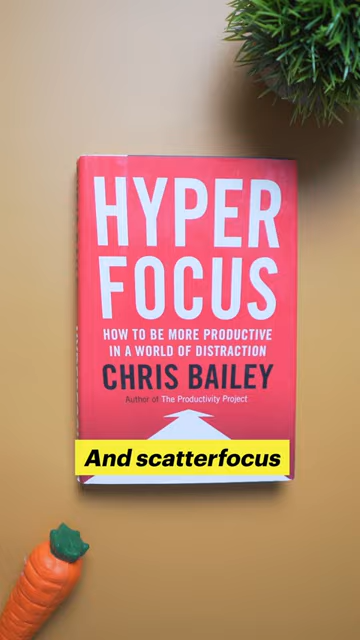 HYPER
FOCUS
HOW TO BE MORE PRODUCTIVE
IN A WORLD OF DISTRACTION
CHRIS BAILEY
Author of The Productivity Project
And scatterfocus